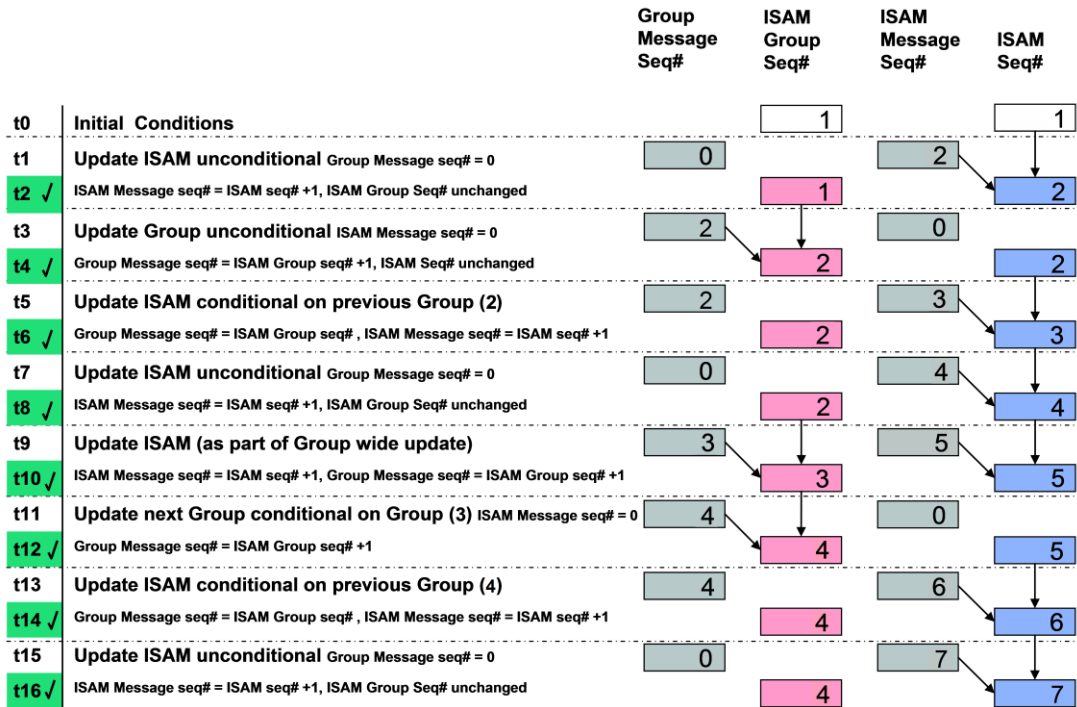 Group Message Seq# ISAM Group Seq# ISAM Message Seq# ISAM Seq#
t0 Initial Conditions 1 1
t1 Update ISAM unconditional Group Message seq# = 0 0 2
t2 √ ISAM Message seq# = ISAM seq# +1, ISAM Group Seq# unchanged 1 2
t3 Update Group unconditional ISAM Message seq# = 0 2 0
t4 √ Group Message seq# = ISAM Group seq# +1, ISAM Seq# unchanged 2 2
t5 Update ISAM conditional on previous Group (2) 2 3
t6 √ Group Message seq# = ISAM Group seq# , ISAM Message seq# = ISAM seq# +1 2 3
t7 Update ISAM unconditional Group Message seq# = 0 0 4
t8 √ ISAM Message seq# = ISAM seq# +1, ISAM Group Seq# unchanged 2 4
t9 Update ISAM (as part of Group wide update) 3 5
t10 √ ISAM Message seq# = ISAM seq# +1, Group Message seq# = ISAM Group seq# +1 3 5
t11 Update next Group conditional on Group (3) ISAM Message seq# = 0 4 0
t12 √ Group Message seq# = ISAM Group seq# +1 4 5
t13 Update ISAM conditional on previous Group (4) 4 6
t14 √ Group Message seq# = ISAM Group seq# , ISAM Message seq# = ISAM seq# +1 4 6
t15 Update ISAM unconditional Group Message seq# = 0 0 7
t16 √ ISAM Message seq# = ISAM seq# +1, ISAM Group Seq# unchanged 4 7